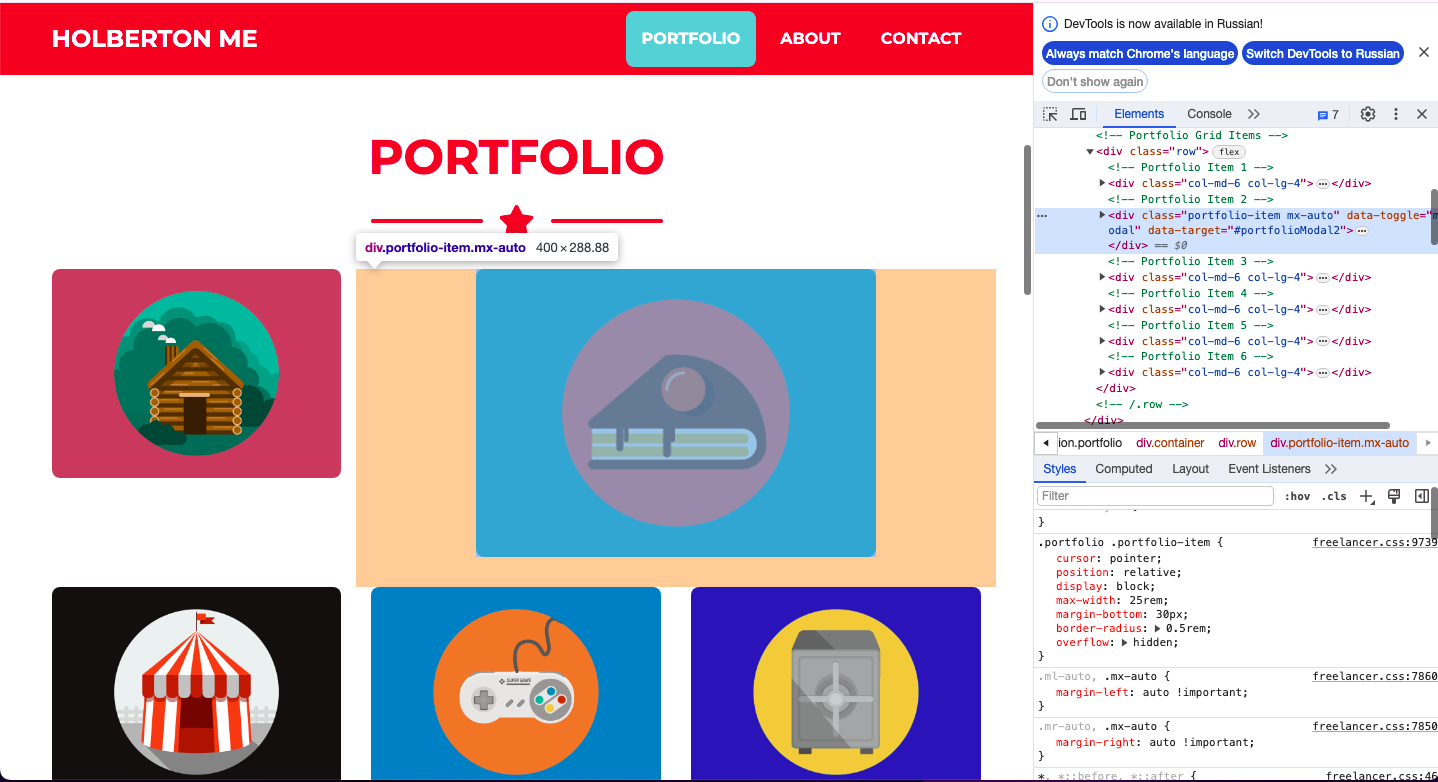 HOLBERTON ME
PORTFOLIO
ABOUT
CONTACT
PORTFOLIO
div.portfolio-item.mx-auto 400 × 288.88
SUPER GAME
DevTools is now available in Russian!
Always match Chrome's language
Switch DevTools to Russian
Don't show again
Elements
Console
7
<!-- Portfolio Grid Items -->
<div class="row"> flex
<!-- Portfolio Item 1 -->
<div class="col-md-6 col-lg-4"> ⋯ </div>
<!-- Portfolio Item 2 -->
<div class="portfolio-item mx-auto" data-toggle="m
odal" data-target="#portfolioModal2"> ⋯
</div> == $0
<!-- Portfolio Item 3 -->
<div class="col-md-6 col-lg-4"> ⋯ </div>
<!-- Portfolio Item 4 -->
<div class="col-md-6 col-lg-4"> ⋯ </div>
<!-- Portfolio Item 5 -->
<div class="col-md-6 col-lg-4"> ⋯ </div>
<!-- Portfolio Item 6 -->
<div class="col-md-6 col-lg-4"> ⋯ </div>
</div>
<!-- /.row -->
</div>
ion.portfolio div.container div.row div.portfolio-item.mx-auto
Styles Computed Layout Event Listeners
Filter :hov .cls
}
.portfolio .portfolio-item { freelancer.css:9739
cursor: pointer;
position: relative;
display: block;
max-width: 25rem;
margin-bottom: 30px;
border-radius: 0.5rem;
overflow: hidden;
}
.ml-auto, .mx-auto { freelancer.css:7860
margin-left: auto !important;
}
.mr-auto, .mx-auto { freelancer.css:7850
margin-right: auto !important;
}
*, *::before, *::after { freelancer.css:46